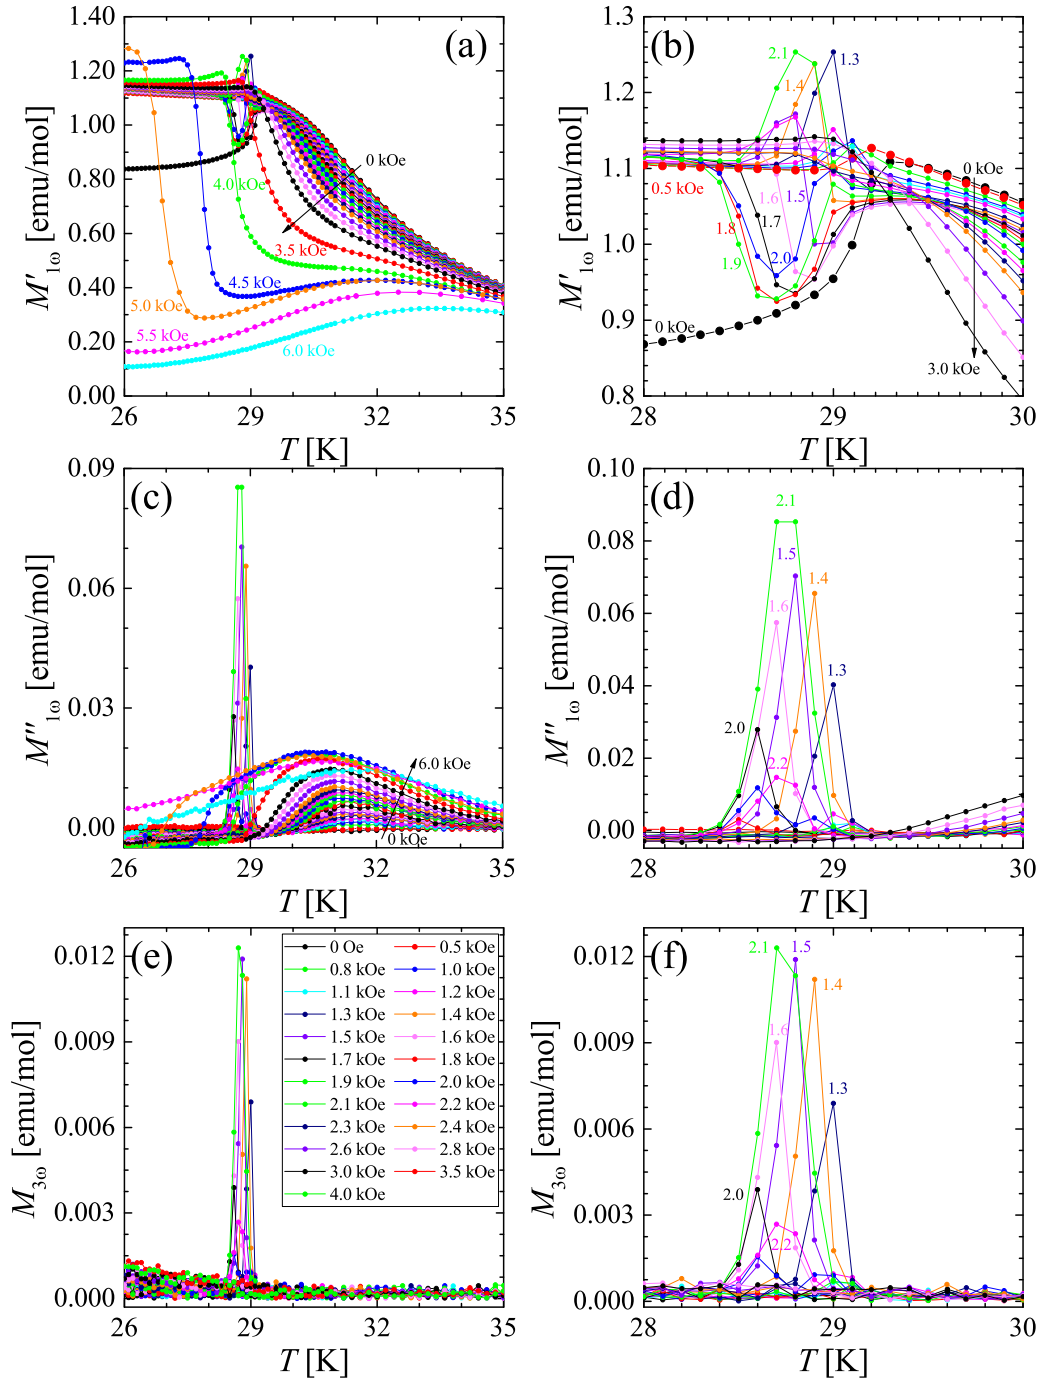 1.40
1.20
1.00
0.80
0.60
0.40
0.20
0.00
M′1ω [emu/mol]
(a)
0 kOe
4.0 kOe
3.5 kOe
4.5 kOe
5.0 kOe
5.5 kOe
6.0 kOe
26 29 32 35
T [K]
1.3
1.2
1.1
1.0
0.9
0.8
M′1ω [emu/mol]
(b)
2.1
1.3
1.4
0 kOe
0.5 kOe
1.6
1.5
1.7
1.8
2.0
1.9
0 kOe
3.0 kOe
28 29 30
T [K]
0.09
0.06
0.03
0.00
M″1ω [emu/mol]
(c)
6.0 kOe
0 kOe
26 29 32 35
T [K]
0.10
0.08
0.06
0.04
0.02
0.00
M″1ω [emu/mol]
(d)
2.1
1.5
1.4
1.6
1.3
2.0
2.2
28 29 30
T [K]
0.012
0.009
0.006
0.003
0.000
M3ω [emu/mol]
(e)
0 Oe 0.5 kOe
0.8 kOe 1.0 kOe
1.1 kOe 1.2 kOe
1.3 kOe 1.4 kOe
1.5 kOe 1.6 kOe
1.7 kOe 1.8 kOe
1.9 kOe 2.0 kOe
2.1 kOe 2.2 kOe
2.3 kOe 2.4 kOe
2.6 kOe 2.8 kOe
3.0 kOe 3.5 kOe
4.0 kOe
26 29 32 35
T [K]
0.012
0.009
0.006
0.003
0.000
M3ω [emu/mol]
(f)
2.1
1.5
1.4
1.6
1.3
2.0
2.2
28 29 30
T [K]